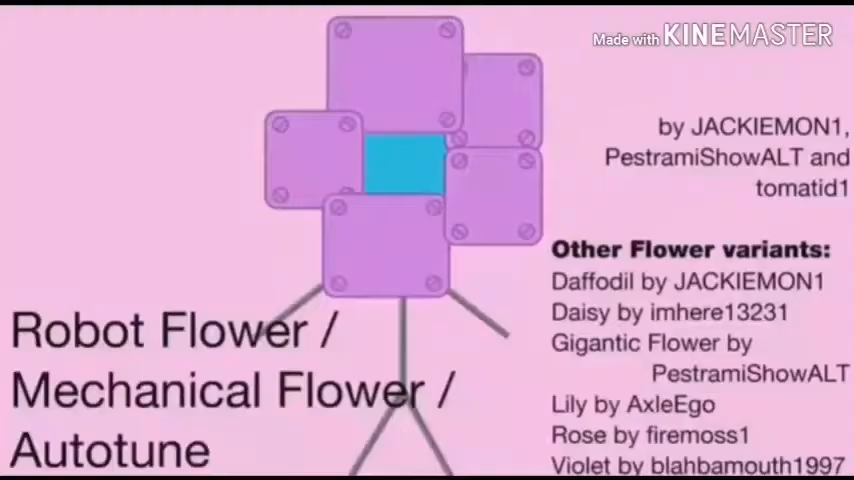 Made with KINEMASTER
by JACKIEMON1,
PestramiShowALT and
tomatid1
Other Flower variants:
Daffodil by JACKIEMON1
Daisy by imhere13231
Gigantic Flower by
PestramiShowALT
Lily by AxleEgo
Rose by firemoss1
Violet by blahbamouth1997
Robot Flower /
Mechanical Flower /
Autotune